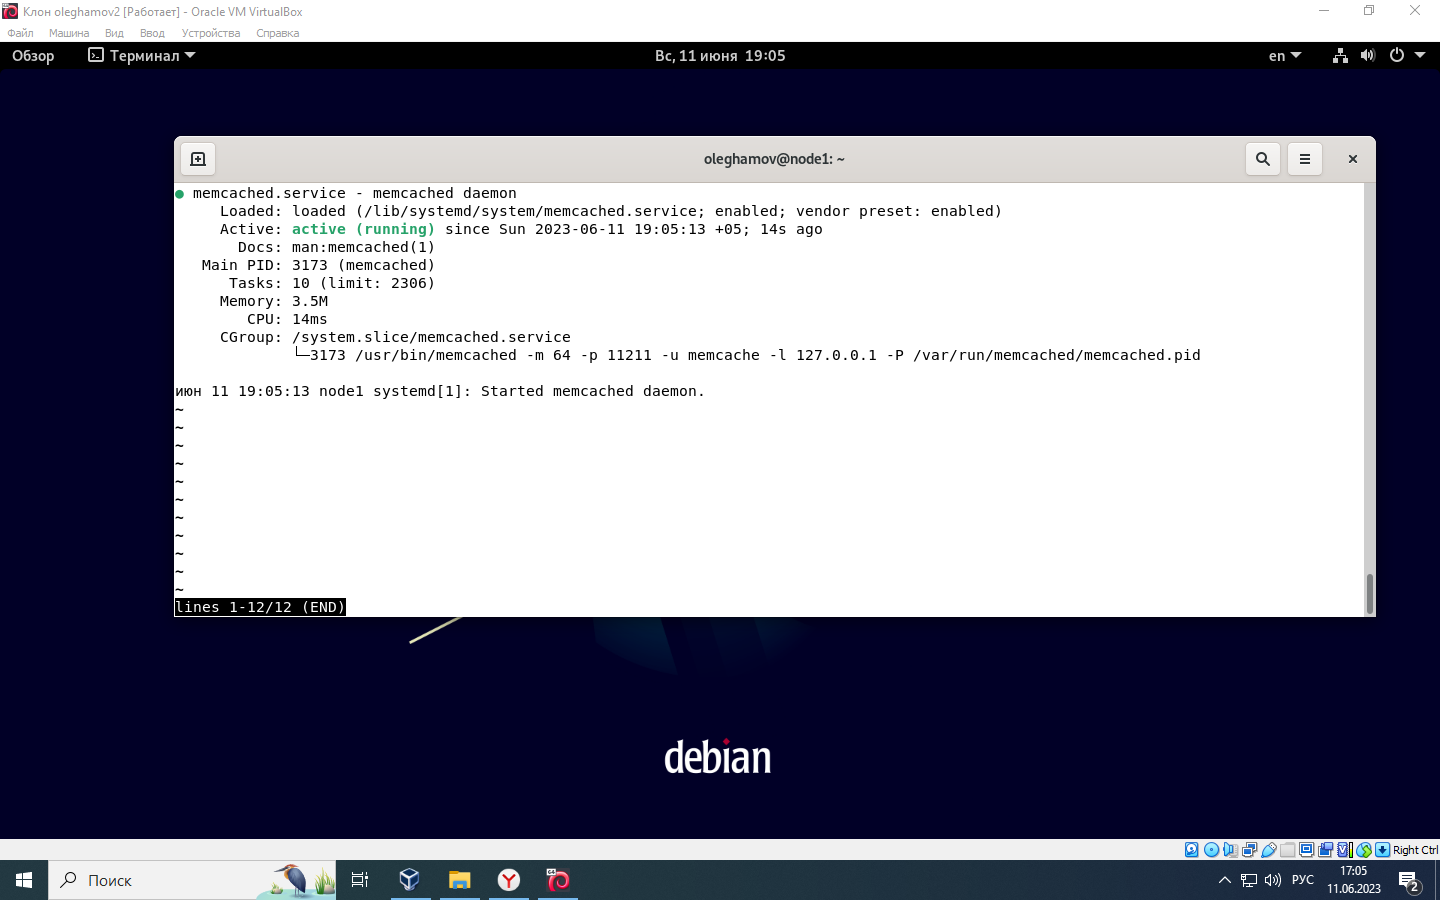 Клон oleghamov2 [Работает] - Oracle VM VirtualBox
Файл Машина Вид Ввод Устройства Справка
Обзор Терминал Вс, 11 июня 19:05 en
oleghamov@node1: ~
● memcached.service - memcached daemon
Loaded: loaded (/lib/systemd/system/memcached.service; enabled; vendor preset: enabled)
Active: active (running) since Sun 2023-06-11 19:05:13 +05; 14s ago
Docs: man:memcached(1)
Main PID: 3173 (memcached)
Tasks: 10 (limit: 2306)
Memory: 3.5M
CPU: 14ms
CGroup: /system.slice/memcached.service
└─3173 /usr/bin/memcached -m 64 -p 11211 -u memcache -l 127.0.0.1 -P /var/run/memcached/memcached.pid
июн 11 19:05:13 node1 systemd[1]: Started memcached daemon.
~
~
~
~
~
~
~
~
~
~
~
lines 1-12/12 (END)
debian
Right Ctrl
Поиск
РУС
17:05
11.06.2023
2